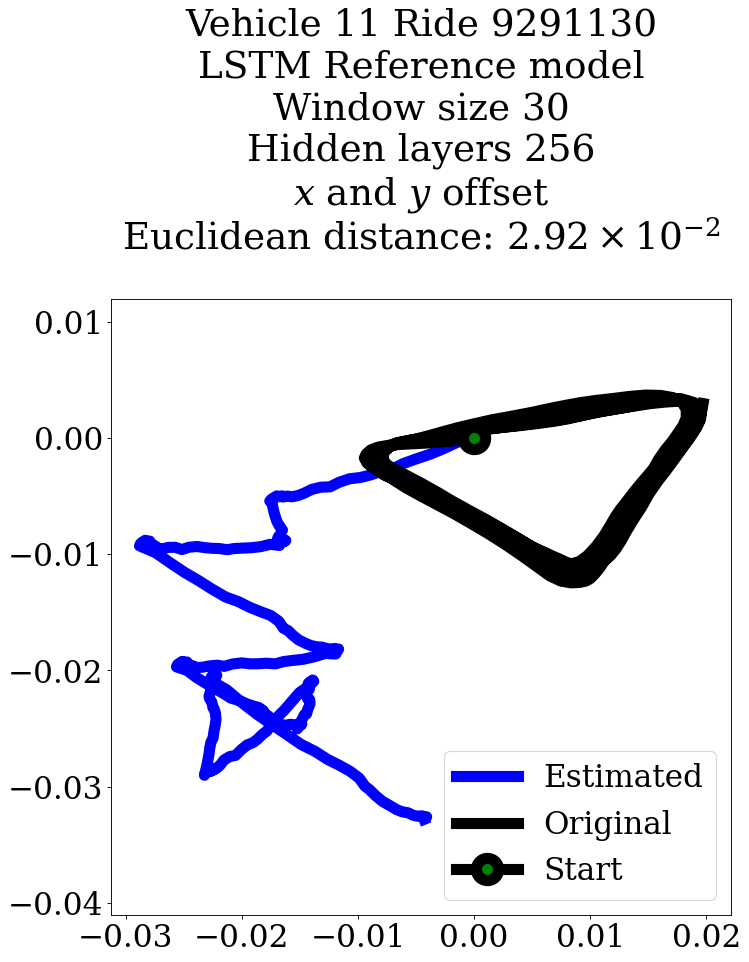 Vehicle 11 Ride 9291130
LSTM Reference model
Window size 30
Hidden layers 256
x and y offset
Euclidean distance: 2.92 × 10⁻²
0.01
0.00
−0.01
−0.02
−0.03
−0.04
Estimated
Original
Start
−0.03 −0.02 −0.01 0.00 0.01 0.02